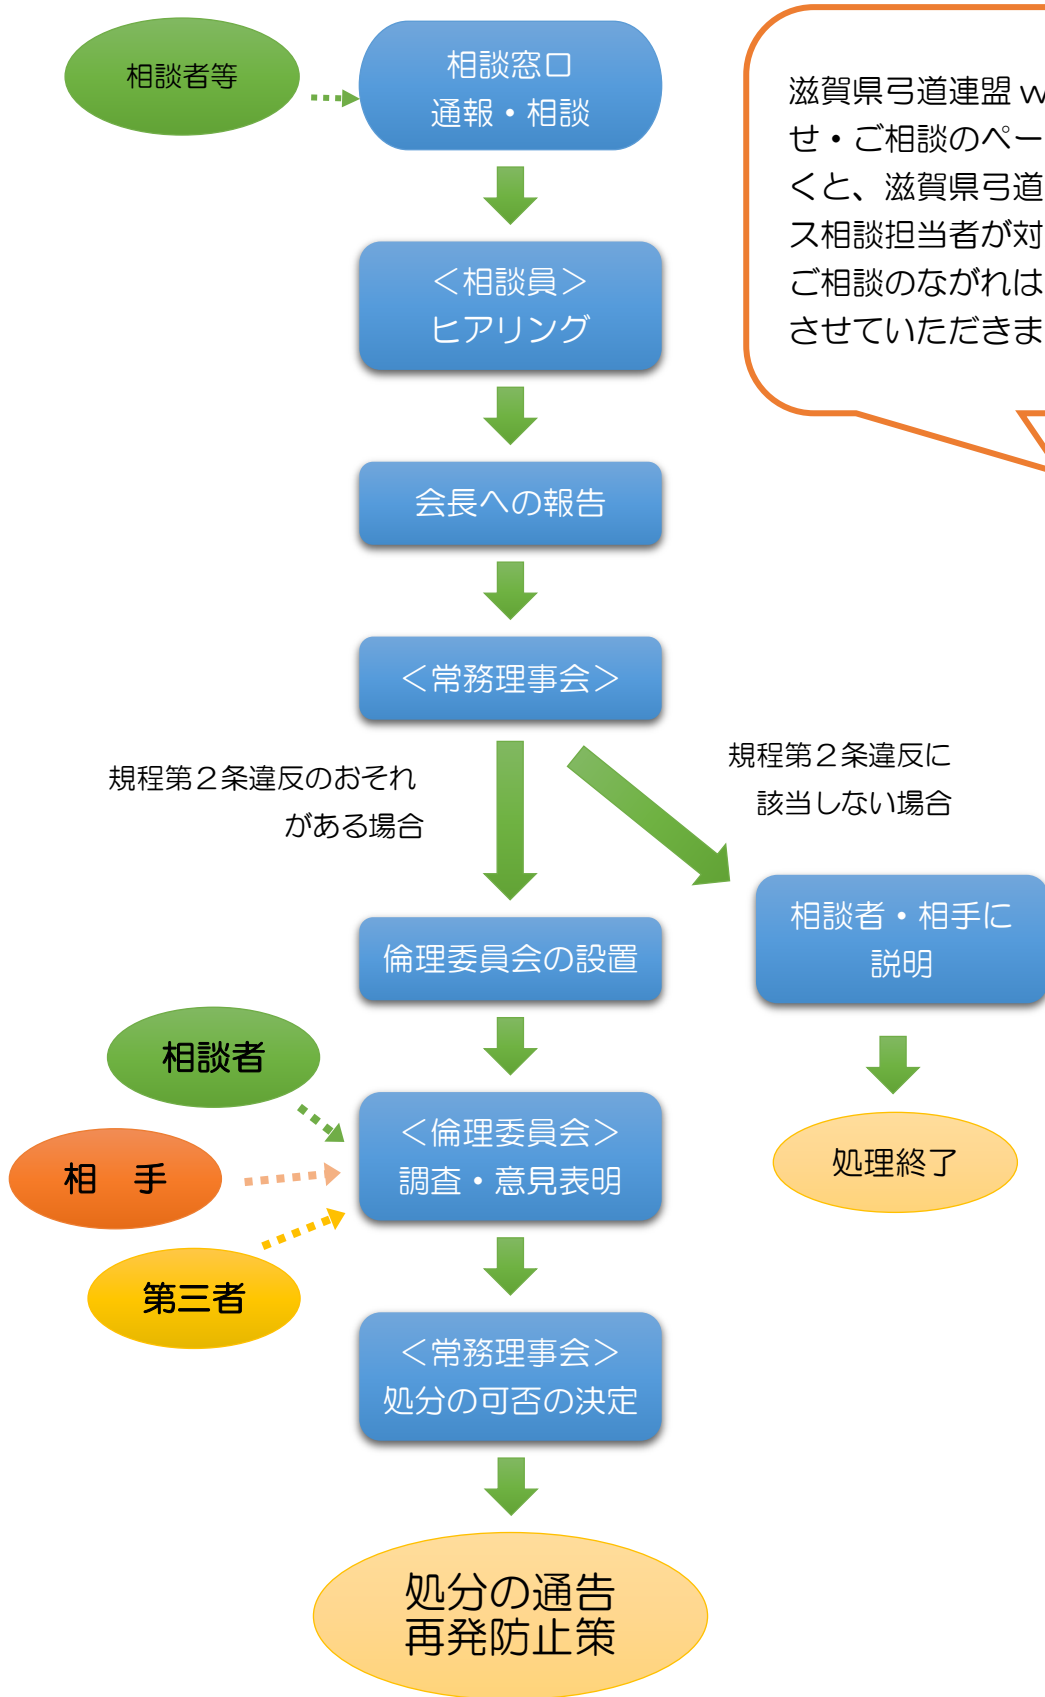 相談者等
相談窓口
通報・相談
滋賀県弓道連盟 w
せ・ご相談のペー
くと、滋賀県弓道
ス相談担当者が対
ご相談のながれは
させていただきま
＜相談員＞
ヒアリング
会長への報告
＜常務理事会＞
規程第２条違反のおそれ
がある場合
規程第２条違反に
該当しない場合
倫理委員会の設置
相談者・相手に
説明
相談者
相　手
第三者
＜倫理委員会＞
調査・意見表明
処理終了
＜常務理事会＞
処分の可否の決定
処分の通告
再発防止策